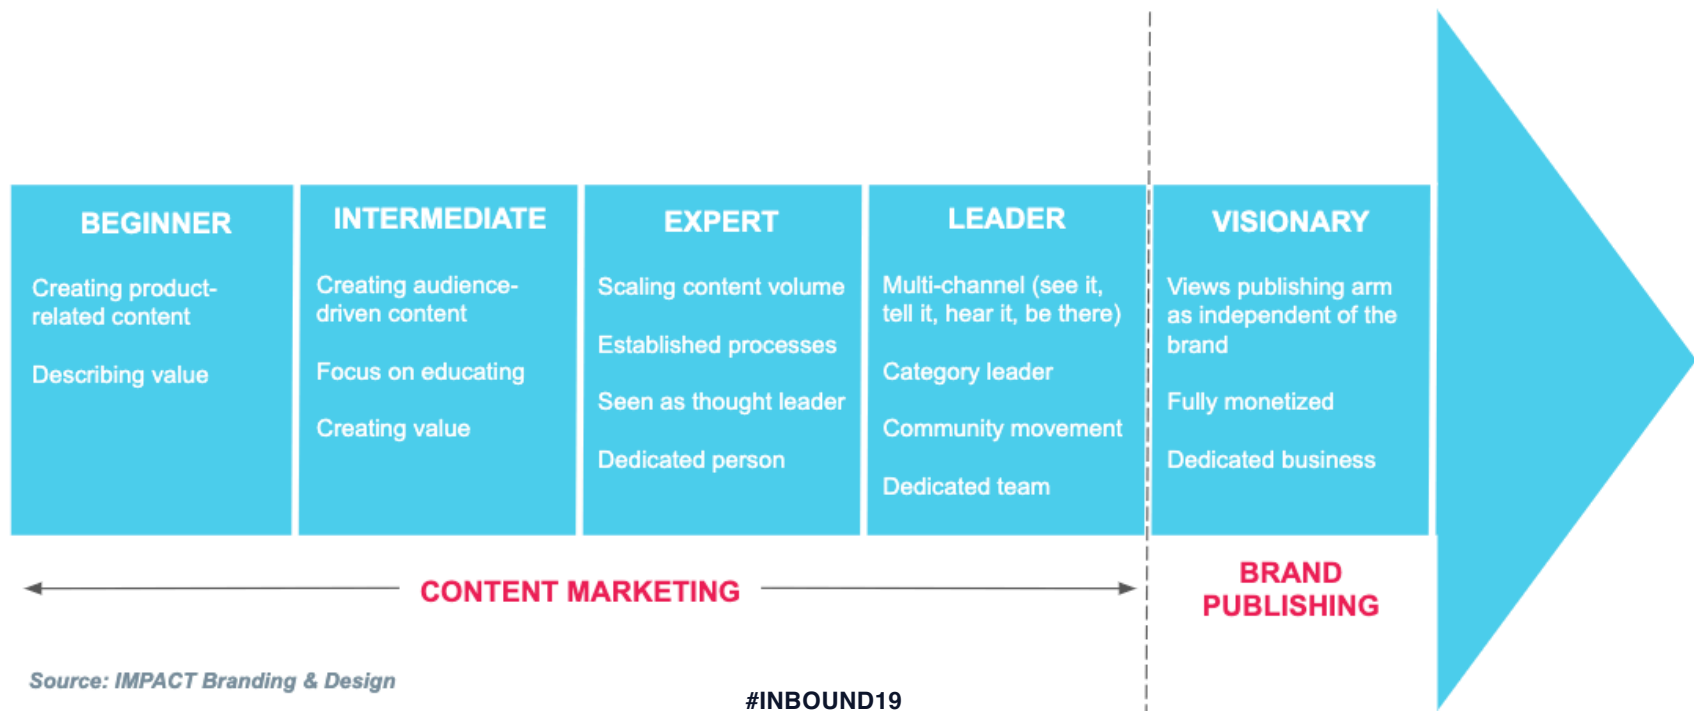 BEGINNER
Creating product-
related content
Describing value
INTERMEDIATE
Creating audience-
driven content
Focus on educating
Creating value
EXPERT
Scaling content volume
Established processes
Seen as thought leader
Dedicated person
LEADER
Multi-channel (see it,
tell it, hear it, be there)
Category leader
Community movement
Dedicated team
VISIONARY
Views publishing arm
as independent of the
brand
Fully monetized
Dedicated business
CONTENT MARKETING
BRAND
PUBLISHING
Source: IMPACT Branding & Design
#INBOUND19